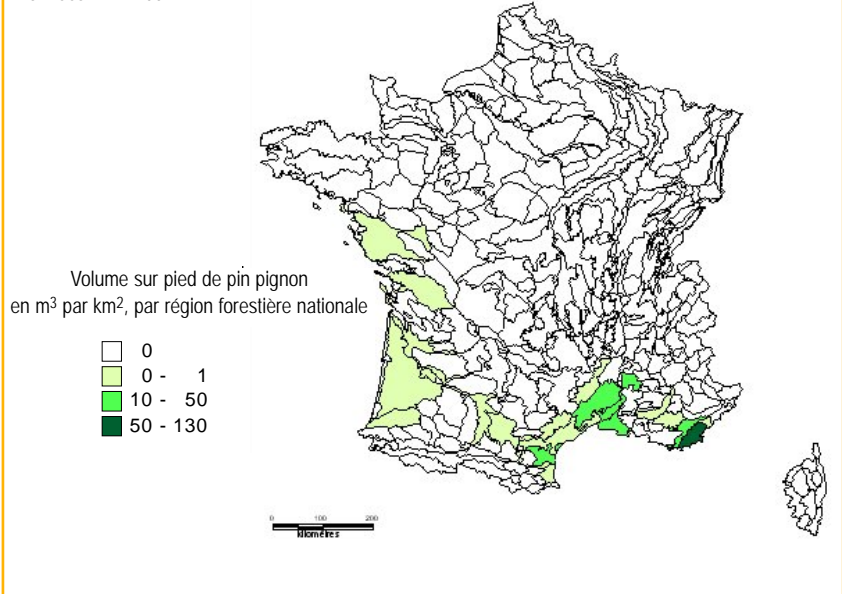 Volume sur pied de pin pignon
en m³ par km², par région forestière nationale
0
0 - 1
10 - 50
50 - 130
0 100 200
kilomètres